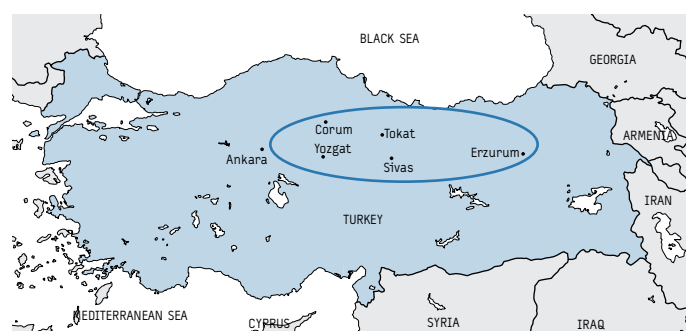 BLACK SEA
GEORGIA
Corum
Tokat
ARMENIA
Yozgat
Ankara
Erzurum
Sivas
IRAN
TURKEY
MEDITERRANEAN SEA
CYPRUS
SYRIA
IRAQ